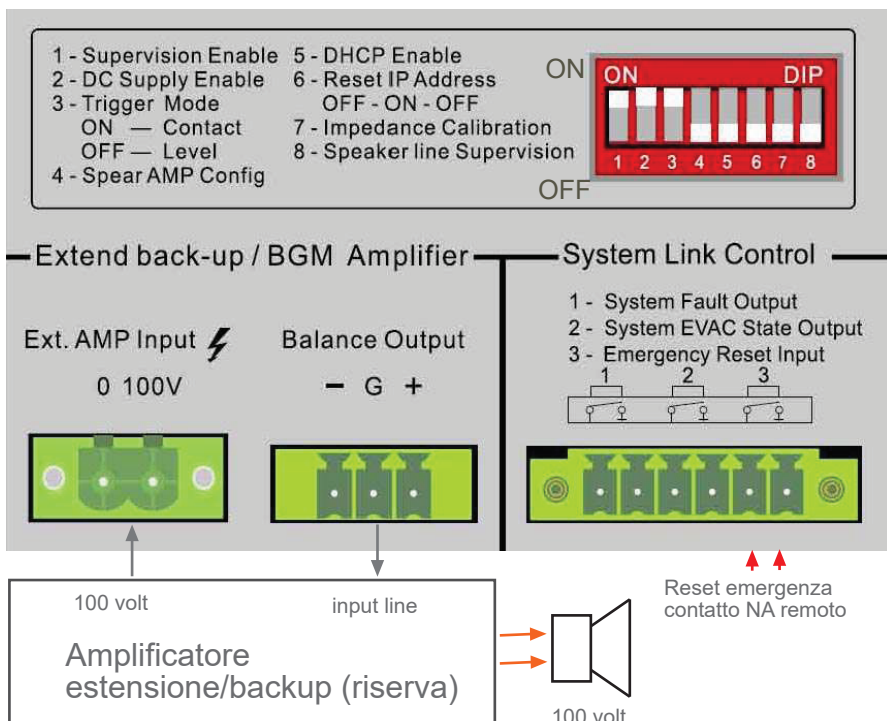 1 - Supervision Enable
2 - DC Supply Enable
3 - Trigger Mode
ON — Contact
OFF — Level
4 - Spear AMP Config
5 - DHCP Enable
6 - Reset IP Address
OFF - ON - OFF
7 - Impedance Calibration
8 - Speaker line Supervision
ON
OFF
ON DIP
1 2 3 4 5 6 7 8
Extend back-up / BGM Amplifier
System Link Control
Ext. AMP Input
0 100V
Balance Output
– G +
1 - System Fault Output
2 - System EVAC State Output
3 - Emergency Reset Input
1 2 3
100 volt
input line
Amplificatore
estensione/backup (riserva)
100 volt
Reset emergenza
contatto NA remoto